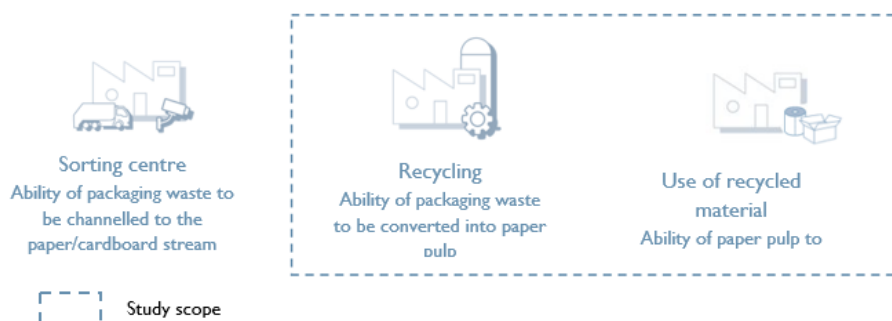 Sorting centre
Ability of packaging waste to
be channelled to the
paper/cardboard stream
Recycling
Ability of packaging waste
to be converted into paper
pulp
Use of recycled
material
Ability of paper pulp to
Study scope